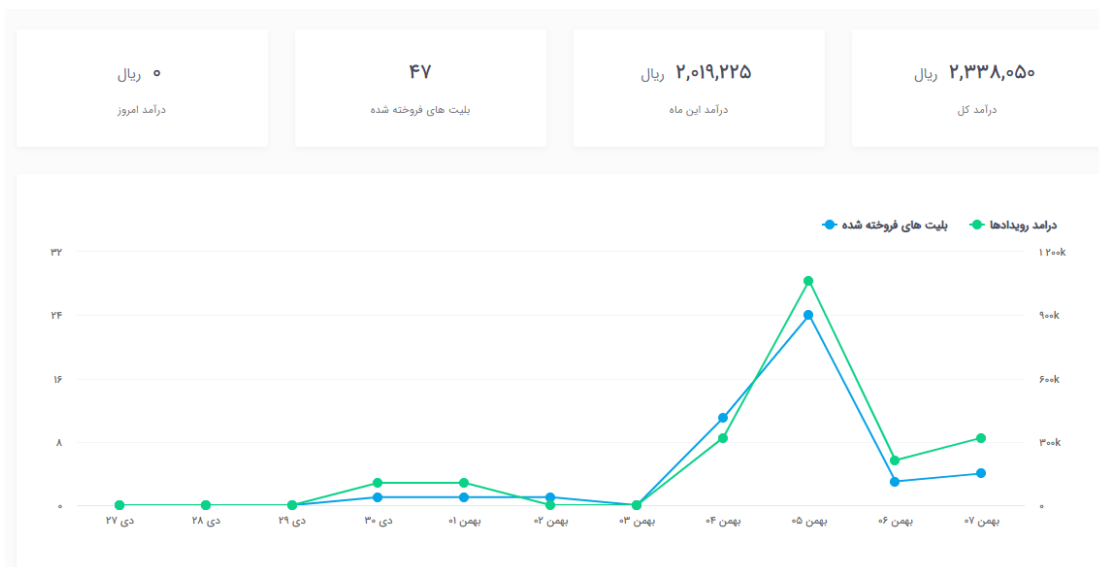 ۲,۳۳۸,۰۵۰ ریال
درآمد کل
۲,۰۱۹,۲۲۵ ریال
درآمد این ماه
۴۷
بلیت های فروخته شده
۰ ریال
درآمد امروز
درامد رویدادها
بلیت های فروخته شده
۳۲
۲۴
۱۶
۸
۰
۱۲۰۰k
۹۰۰k
۶۰۰k
۳۰۰k
۰
۲۷ دی
۲۸ دی
۲۹ دی
۳۰ دی
۰۱ بهمن
۰۲ بهمن
۰۳ بهمن
۰۴ بهمن
۰۵ بهمن
۰۶ بهمن
۰۷ بهمن